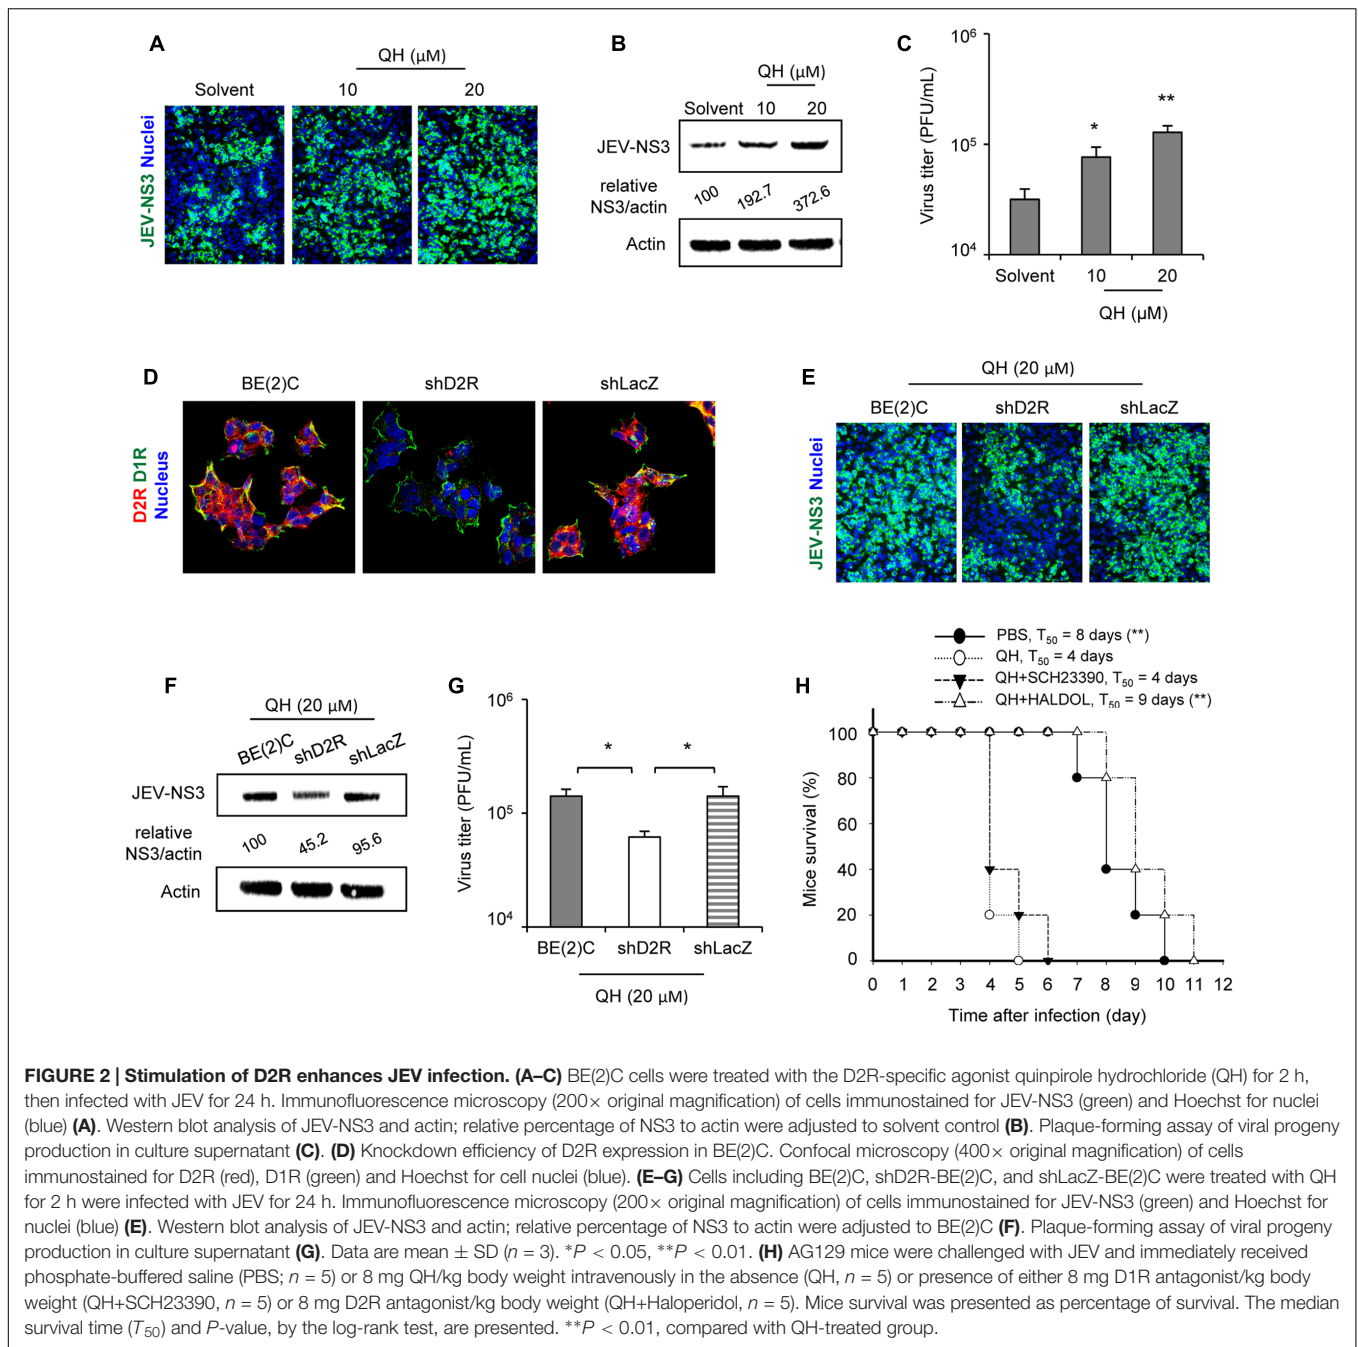 A
QH (µM)
Solvent 10 20
JEV-NS3 Nuclei
B
QH (µM)
Solvent 10 20
JEV-NS3
relative
NS3/actin
100 192.7 372.6
Actin
C
Virus titer (PFU/mL)
10⁶
10⁵
10⁴
* **
Solvent 10 20
QH (µM)
D
BE(2)C shD2R shLacZ
D2R D1R
Nucleus
E
QH (20 µM)
BE(2)C shD2R shLacZ
JEV-NS3 Nuclei
F
QH (20 µM)
BE(2)C shD2R shLacZ
JEV-NS3
relative
NS3/actin
100 45.2 95.6
Actin
G
Virus titer (PFU/mL)
10⁶
10⁵
10⁴
* *
BE(2)C shD2R shLacZ
QH (20 µM)
H
PBS, T₅₀ = 8 days (**)
QH, T₅₀ = 4 days
QH+SCH23390, T₅₀ = 4 days
QH+HALDOL, T₅₀ = 9 days (**)
Mice survival (%)
100
80
60
40
20
0
0 1 2 3 4 5 6 7 8 9 10 11 12
Time after infection (day)
FIGURE 2 | Stimulation of D2R enhances JEV infection. (A–C) BE(2)C cells were treated with the D2R-specific agonist quinpirole hydrochloride (QH) for 2 h,
then infected with JEV for 24 h. Immunofluorescence microscopy (200× original magnification) of cells immunostained for JEV-NS3 (green) and Hoechst for nuclei
(blue) (A). Western blot analysis of JEV-NS3 and actin; relative percentage of NS3 to actin were adjusted to solvent control (B). Plaque-forming assay of viral progeny
production in culture supernatant (C). (D) Knockdown efficiency of D2R expression in BE(2)C. Confocal microscopy (400× original magnification) of cells
immunostained for D2R (red), D1R (green) and Hoechst for cell nuclei (blue). (E–G) Cells including BE(2)C, shD2R-BE(2)C, and shLacZ-BE(2)C were treated with QH
for 2 h were infected with JEV for 24 h. Immunofluorescence microscopy (200× original magnification) of cells immunostained for JEV-NS3 (green) and Hoechst for
nuclei (blue) (E). Western blot analysis of JEV-NS3 and actin; relative percentage of NS3 to actin were adjusted to BE(2)C (F). Plaque-forming assay of viral progeny
production in culture supernatant (G). Data are mean ± SD (n = 3). *P < 0.05, **P < 0.01. (H) AG129 mice were challenged with JEV and immediately received
phosphate-buffered saline (PBS; n = 5) or 8 mg QH/kg body weight intravenously in the absence (QH, n = 5) or presence of either 8 mg D1R antagonist/kg body
weight (QH+SCH23390, n = 5) or 8 mg D2R antagonist/kg body weight (QH+Haloperidol, n = 5). Mice survival was presented as percentage of survival. The median
survival time (T₅₀) and P-value, by the log-rank test, are presented. **P < 0.01, compared with QH-treated group.